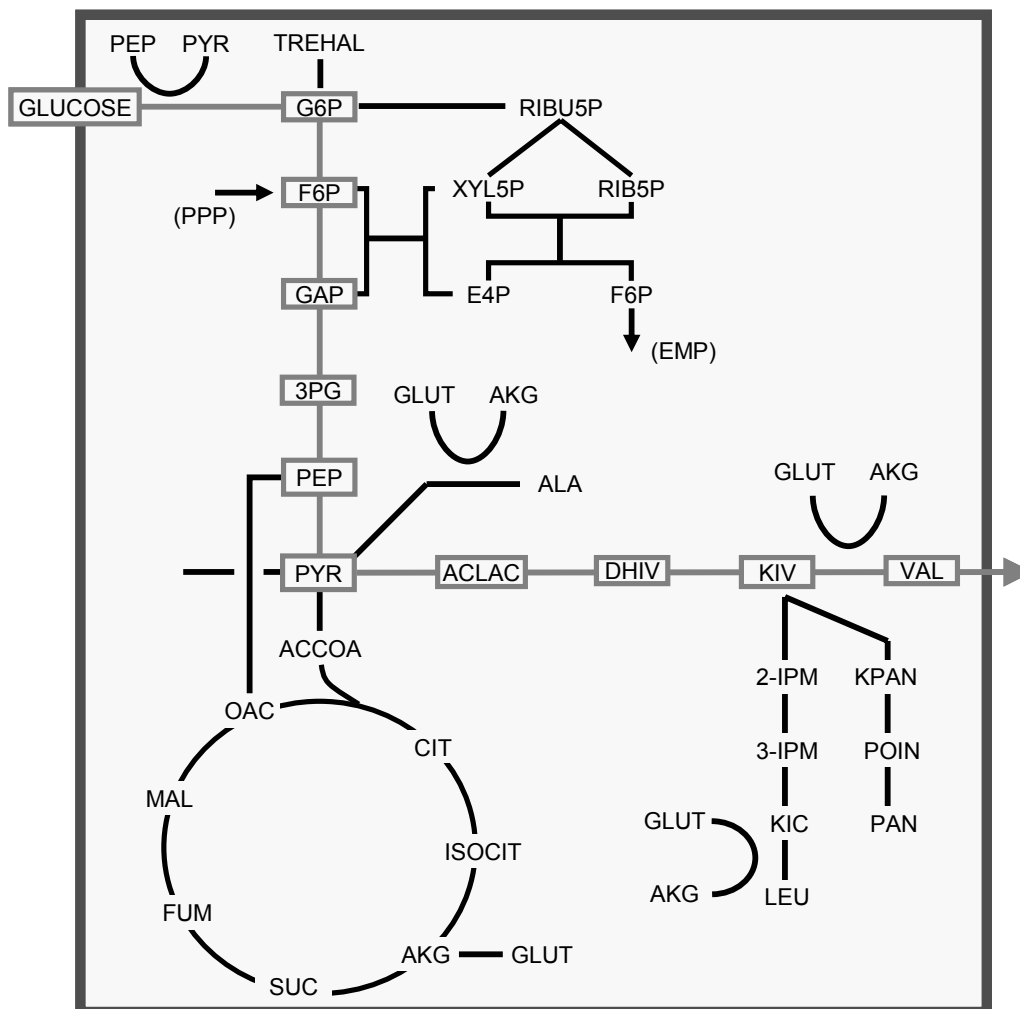 PEP PYR TREHAL
GLUCOSE G6P RIBU5P
F6P XYL5P RIB5P
(PPP)
GAP E4P F6P
(EMP)
3PG GLUT AKG
PEP ALA GLUT AKG
PYR ACLAC DHIV KIV VAL
ACCOA
2-IPM KPAN
OAC
CIT 3-IPM POIN
MAL
GLUT KIC PAN
ISOCIT
AKG LEU
FUM
AKG GLUT
SUC